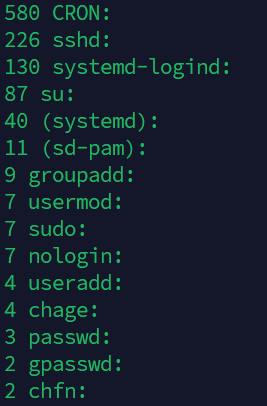 580 CRON:
226 sshd:
130 systemd-logind:
87 su:
40 (systemd):
11 (sd-pam):
9 groupadd:
7 usermod:
7 sudo:
7 nologin:
4 useradd:
4 chage:
3 passwd:
2 gpasswd:
2 chfn: